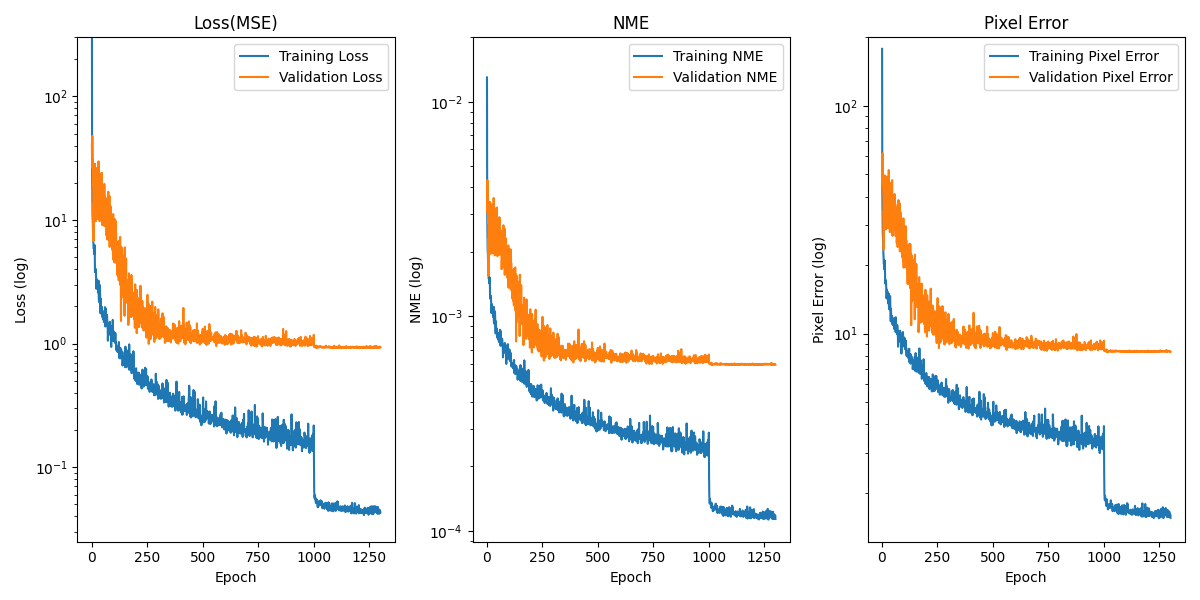 Loss(MSE)
Loss (log)
10^2
10^1
10^0
10^-1
0 250 500 750 1000 1250
Epoch
Training Loss
Validation Loss
NME
NME (log)
10^-2
10^-3
10^-4
0 250 500 750 1000 1250
Epoch
Training NME
Validation NME
Pixel Error
Pixel Error (log)
10^2
10^1
0 250 500 750 1000 1250
Epoch
Training Pixel Error
Validation Pixel Error